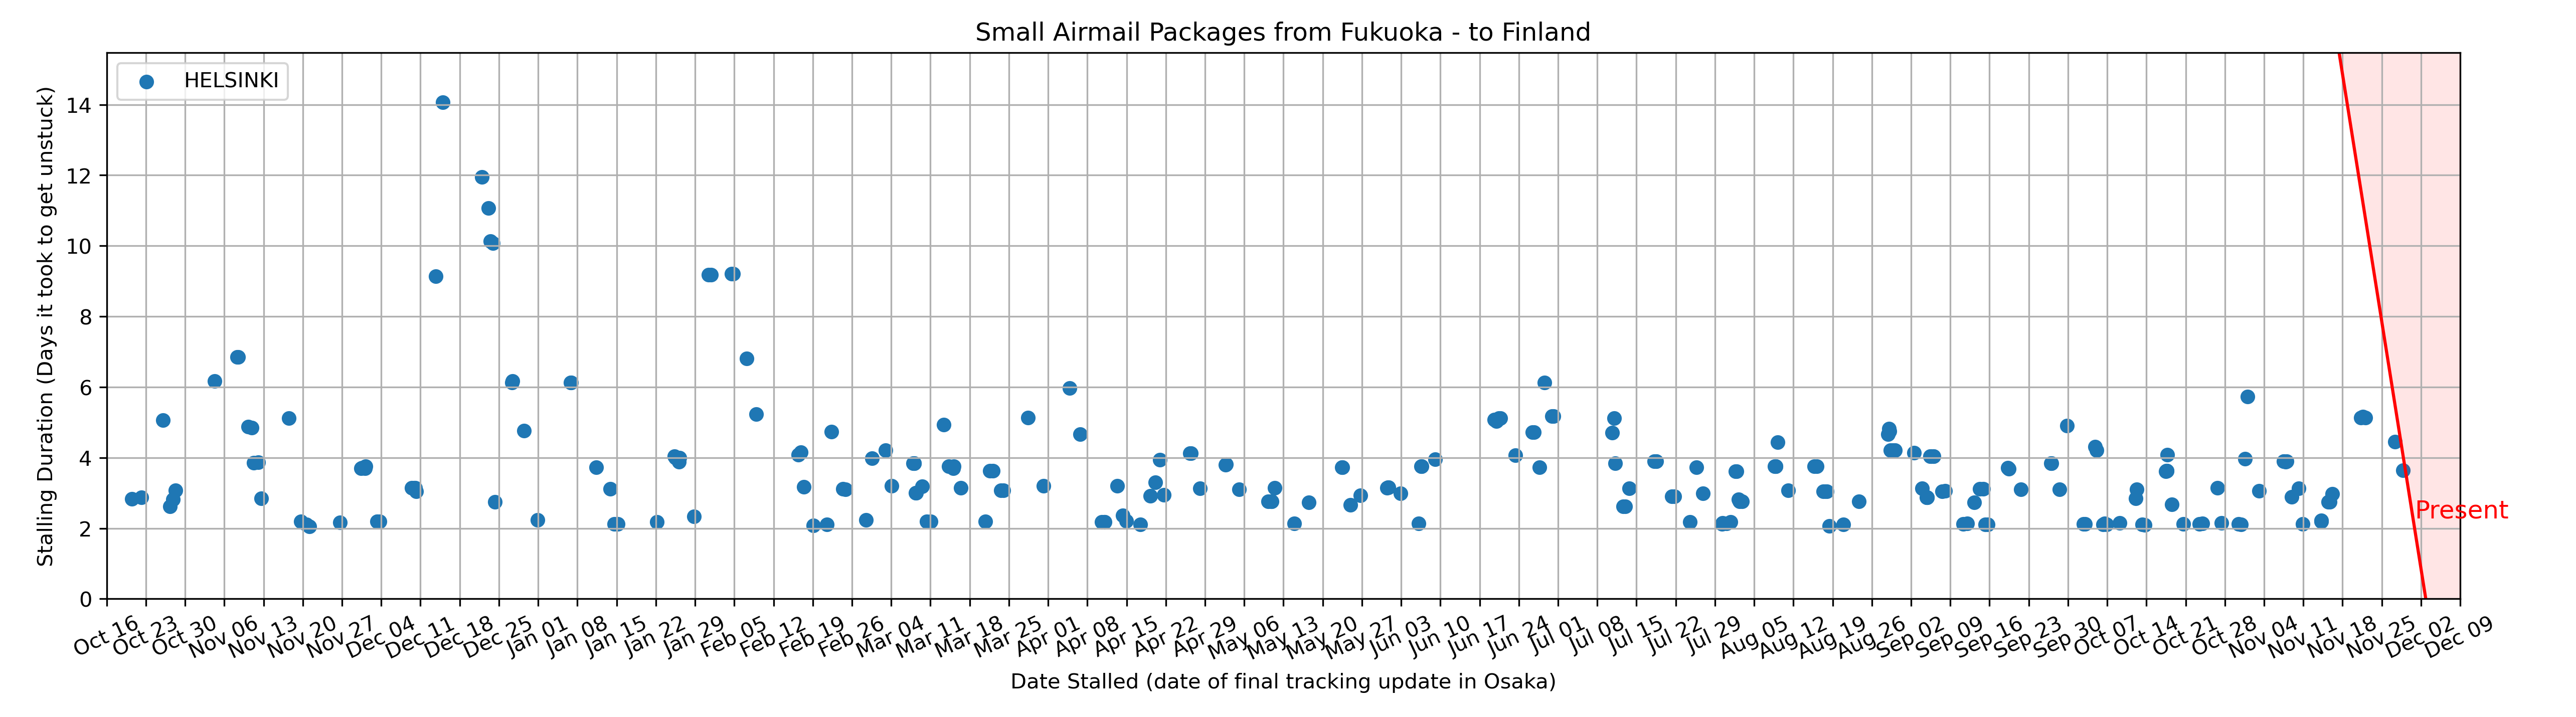 Small Airmail Packages from Fukuoka - to Finland
HELSINKI
Stalling Duration (Days it took to get unstuck)
14
12
10
8
6
4
2
0
Present
Oct 16 Oct 23 Oct 30 Nov 06 Nov 13 Nov 20 Nov 27 Dec 04 Dec 11 Dec 18 Dec 25 Jan 01 Jan 08 Jan 15 Jan 22 Jan 29 Feb 05 Feb 12 Feb 19 Feb 26 Mar 04 Mar 11 Mar 18 Mar 25 Apr 01 Apr 08 Apr 15 Apr 22 Apr 29 May 06 May 13 May 20 May 27 Jun 03 Jun 10 Jun 17 Jun 24 Jul 01 Jul 08 Jul 15 Jul 22 Jul 29 Aug 05 Aug 12 Aug 19 Aug 26 Sep 02 Sep 09 Sep 16 Sep 23 Sep 30 Oct 07 Oct 14 Oct 21 Oct 28 Nov 04 Nov 11 Nov 18 Nov 25 Dec 02 Dec 09
Date Stalled (date of final tracking update in Osaka)